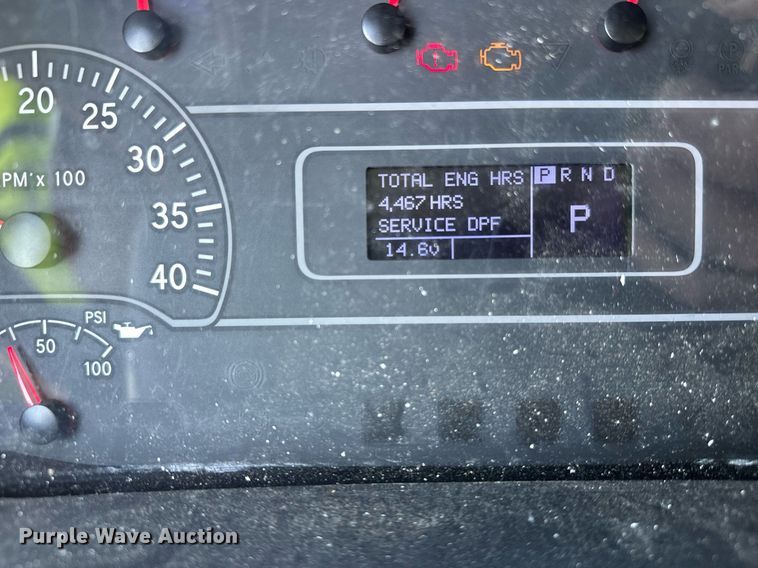 20
25
30
35
40
PM x 100
TOTAL ENG HRS
4,467 HRS
SERVICE DPF
14.6v
P R N D
P
PSI
50
100
Purple Wave Auction